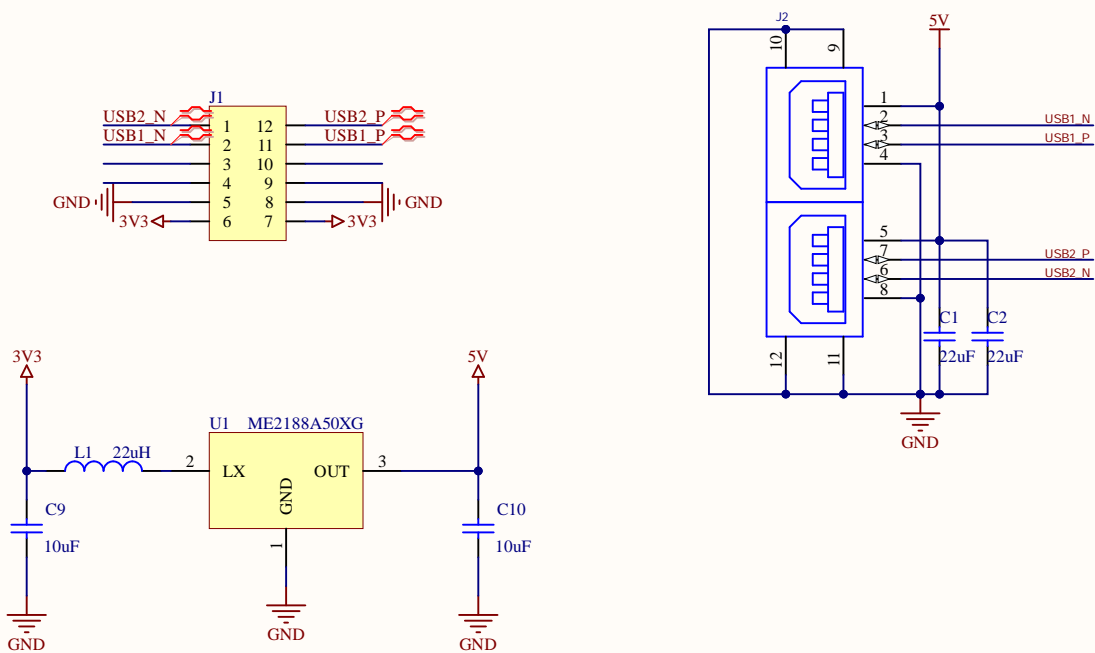 J1
USB2_N 1 12 USB2_P
USB1_N 2 11 USB1_P
3 10
4 9
GND 5 8 GND
3V3 6 7 3V3
J2
5V
10 9
1
2 USB1_N
3 USB1_P
4
5
7 USB2_P
6 USB2_N
8
C1 C2
22uF 22uF
12 11
GND
3V3 5V
U1 ME2188A50XG
L1 22uH
2 LX OUT 3
GND
1
C9 C10
10uF 10uF
GND GND GND